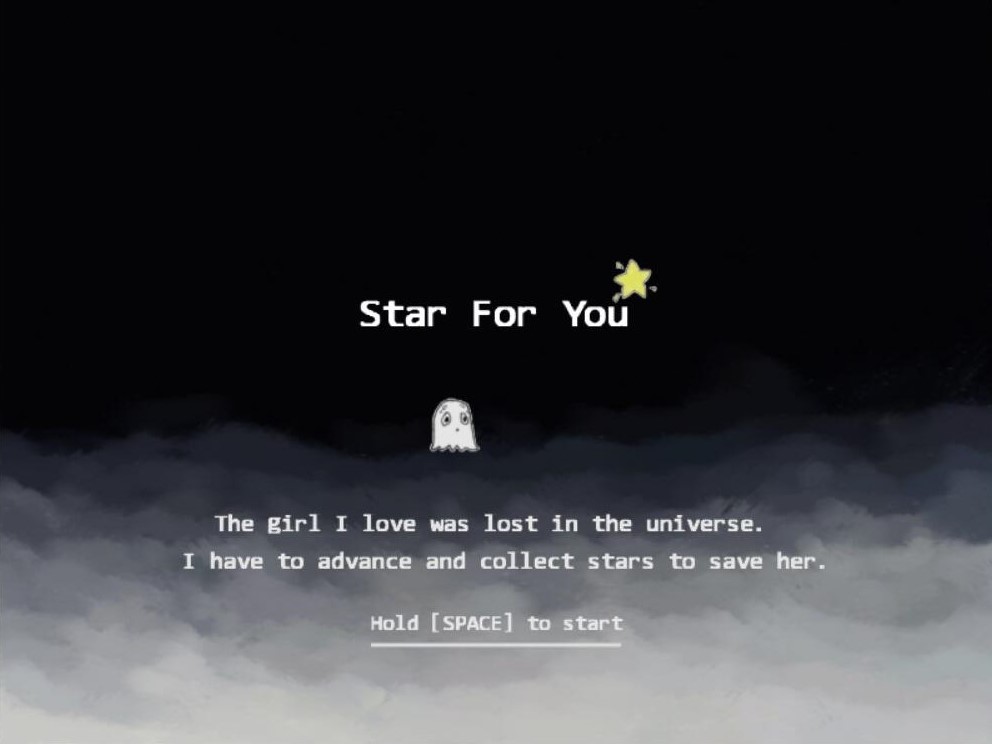 Star For You
The girl I love was lost in the universe.
I have to advance and collect stars to save her.
Hold [SPACE] to start